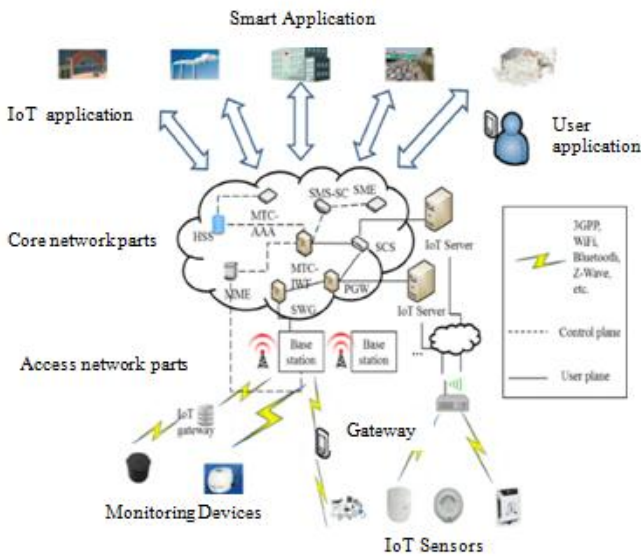 Smart Application
IoT application
User
application
SMS-SC
SME
MTC-
AAA
HSS
Core network parts
SCS
IoT Server
MTC-
IWF
MME
PGW
SWG
IoT Server
3GPP,
WiFi,
Bluetooth,
Z-Wave,
etc.
Control plane
User plane
Access network parts
Base
station
Base
station
...
IoT
gateway
Gateway
Monitoring Devices
IoT Sensors